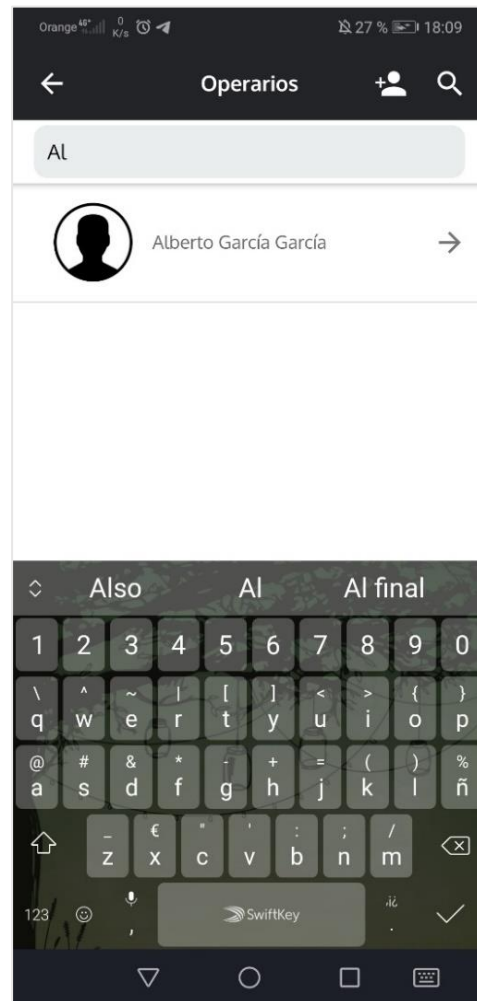 Orange 4G+ 0 K/s 27 % 18:09
Operarios
Al
Alberto García García
Also Al Al final
1 2 3 4 5 6 7 8 9 0
\ ^ ~ | [ ] < > { }
q w e r t y u i o p
@ # & * - + = ( ) %
a s d f g h j k l ñ
_ € " ' : ; /
z x c v b n m
123 , SwiftKey .¡¿ .